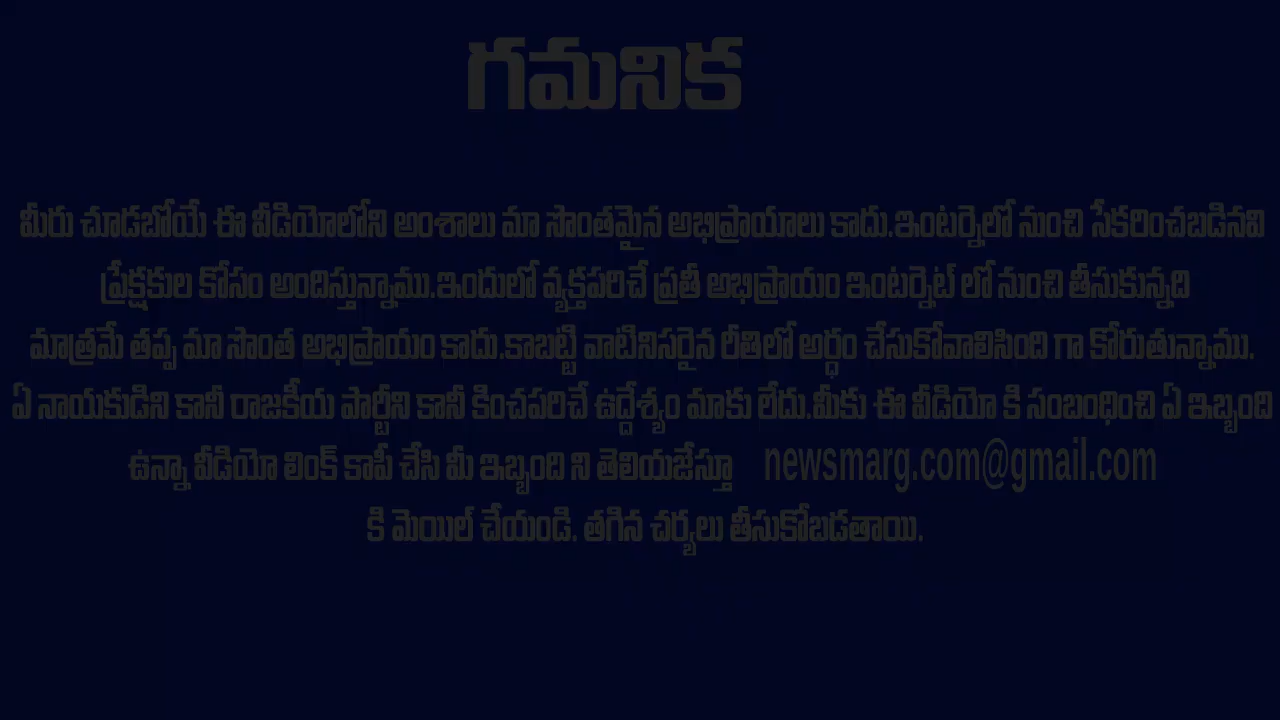 గమనిక
మీరు చూడబోయే ఈ వీడియోలోని అంశాలు మా సొంతమైన అభిప్రాయాలు కాదు.ఇంటర్నెలో నుంచి సేకరించబడినవి
ప్రేక్షకుల కోసం అందిస్తున్నాము.ఇందులో వ్యక్తపరిచే ప్రతీ అభిప్రాయం ఇంటర్నెట్ లో నుంచి తీసుకున్నది
మాత్రమే తప్ప మా సొంత అభిప్రాయం కాదు.కాబట్టి వాటినిసరైన రీతిలో అర్ధం చేసుకోవాలిసింది గా కోరుతున్నాము.
ఏ నాయకుడిని కానీ రాజకీయ పార్టీని కానీ కించపరిచే ఉద్దేశ్యం మాకు లేదు.మీకు ఈ వీడియో కి సంబంధించి ఏ ఇబ్బంది
ఉన్నా వీడియో లింక్ కాపీ చేసి మీ ఇబ్బంది ని తెలియజేస్తూ newsmarg.com@gmail.com
కి మెయిల్ చేయండి. తగిన చర్యలు తీసుకోబడతాయి.